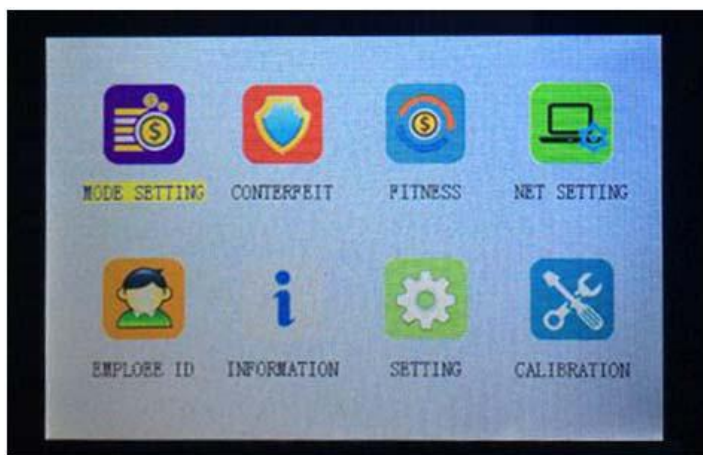 MODE SETTING CONTERFEIT FITNESS NET SETTING
EMPLOEE ID INFORMATION SETTING CALIBRATION